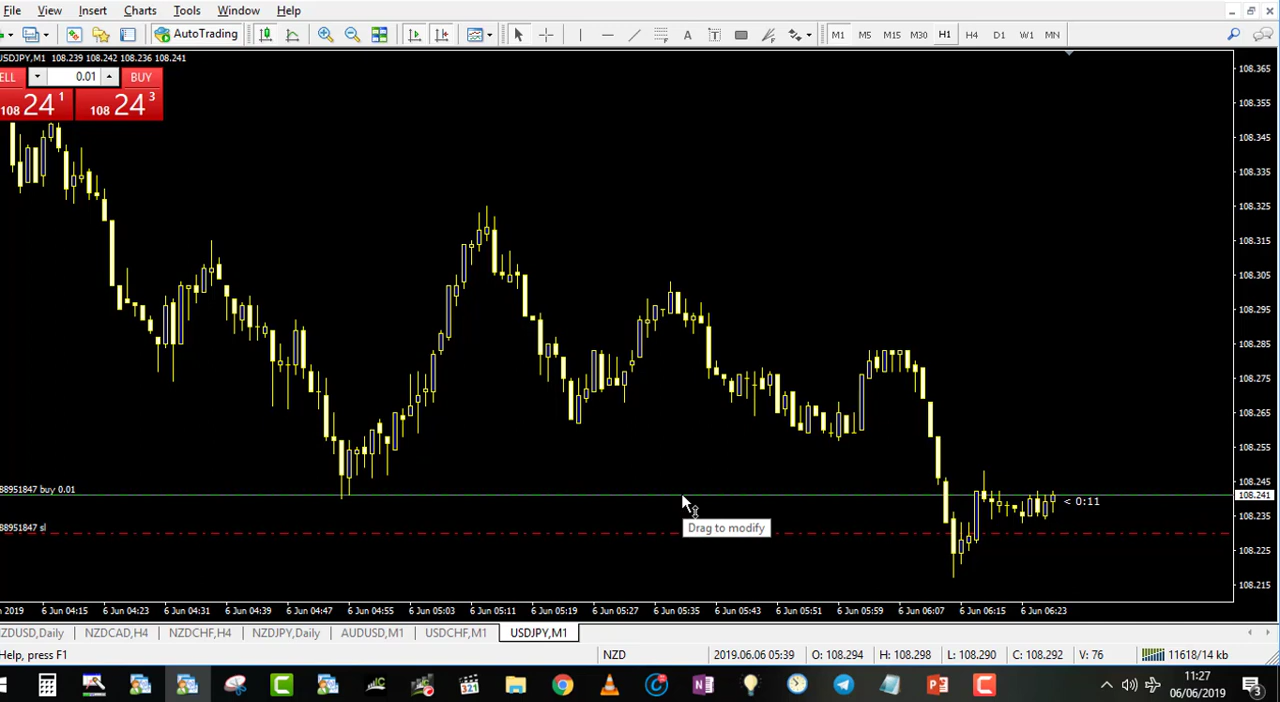 File View Insert Charts Tools Window Help
AutoTrading M1 M5 M15 M30 H1 H4 D1 W1 MN
USDJPY,M1 108.239 108.242 108.236 108.241
ELL 0.01 BUY
108 24 1 108 24 3
108.365
108.355
108.345
108.335
108.325
108.315
108.305
108.295
108.285
108.275
108.265
108.255
108.245
108.241
108.235
108.225
108.215
88951847 buy 0.01
< 0:11
88951847 sl
Drag to modify
n 2019 6 Jun 04:15 6 Jun 04:23 6 Jun 04:31 6 Jun 04:39 6 Jun 04:47 6 Jun 04:55 6 Jun 05:03 6 Jun 05:11 6 Jun 05:19 6 Jun 05:27 6 Jun 05:35 6 Jun 05:43 6 Jun 05:51 6 Jun 05:59 6 Jun 06:07 6 Jun 06:15 6 Jun 06:23
NZDUSD,Daily NZDCAD,H4 NZDCHF,H4 NZDJPY,Daily AUDUSD,M1 USDCHF,M1 USDJPY,M1
Help, press F1 NZD 2019.06.06 05:39 O: 108.294 H: 108.298 L: 108.290 C: 108.292 V: 76 11618/14 kb
321
11:27
06/06/2019
3